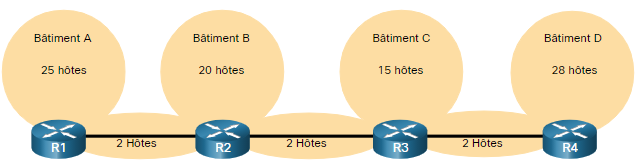 Bâtiment A
25 hôtes
Bâtiment B
20 hôtes
Bâtiment C
15 hôtes
Bâtiment D
28 hôtes
R1
2 Hôtes
R2
2 Hôtes
R3
2 Hôtes
R4